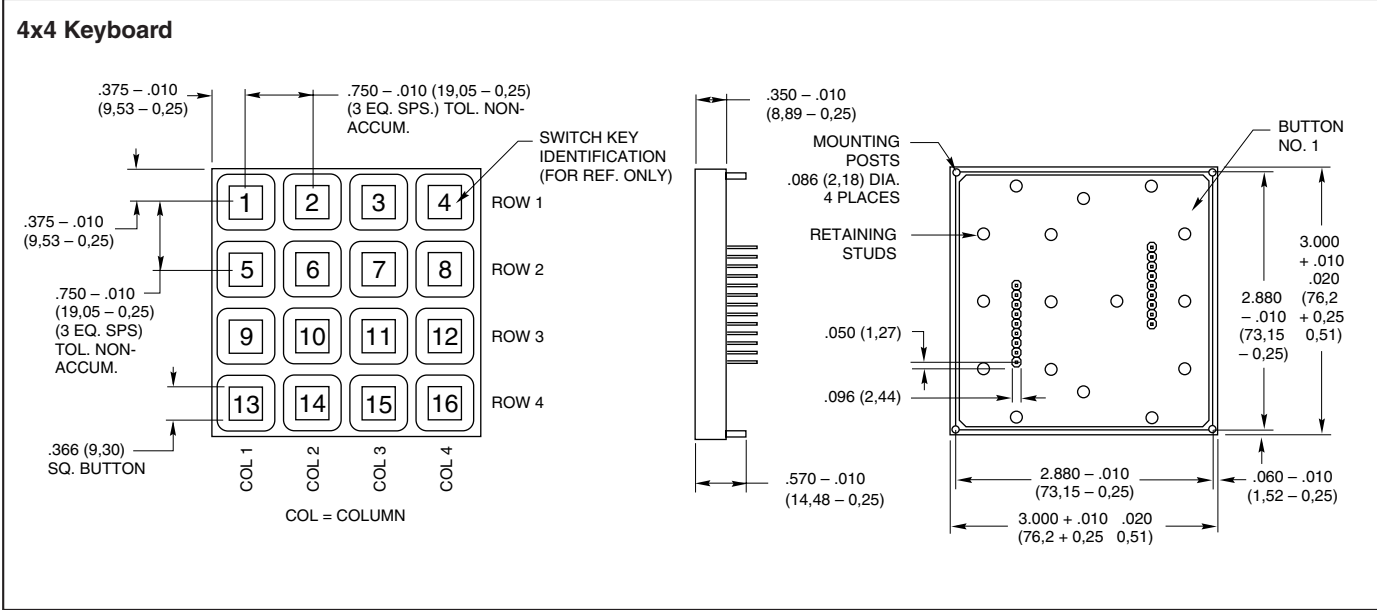 4x4 Keyboard
.375 – .010
(9,53 – 0,25)
.750 – .010 (19,05 – 0,25)
(3 EQ. SPS.) TOL. NON-
ACCUM.
SWITCH KEY
IDENTIFICATION
(FOR REF. ONLY)
.375 – .010
(9,53 – 0,25)
.750 – .010
(19,05 – 0,25)
(3 EQ. SPS)
TOL. NON-
ACCUM.
.366 (9,30)
SQ. BUTTON
1 2 3 4 ROW 1
5 6 7 8 ROW 2
9 10 11 12 ROW 3
13 14 15 16 ROW 4
COL 1 COL 2 COL 3 COL 4
COL = COLUMN
.350 – .010
(8,89 – 0,25)
.570 – .010
(14,48 – 0,25)
MOUNTING
POSTS
.086 (2,18) DIA.
4 PLACES
RETAINING
STUDS
.050 (1,27)
.096 (2,44)
BUTTON
NO. 1
2.880
– .010
(73,15
– 0,25)
3.000
+ .010
.020
(76,2
+ 0,25
0,51)
2.880 – .010
(73,15 – 0,25)
.060 – .010
(1,52 – 0,25)
3.000 + .010 .020
(76,2 + 0,25 0,51)